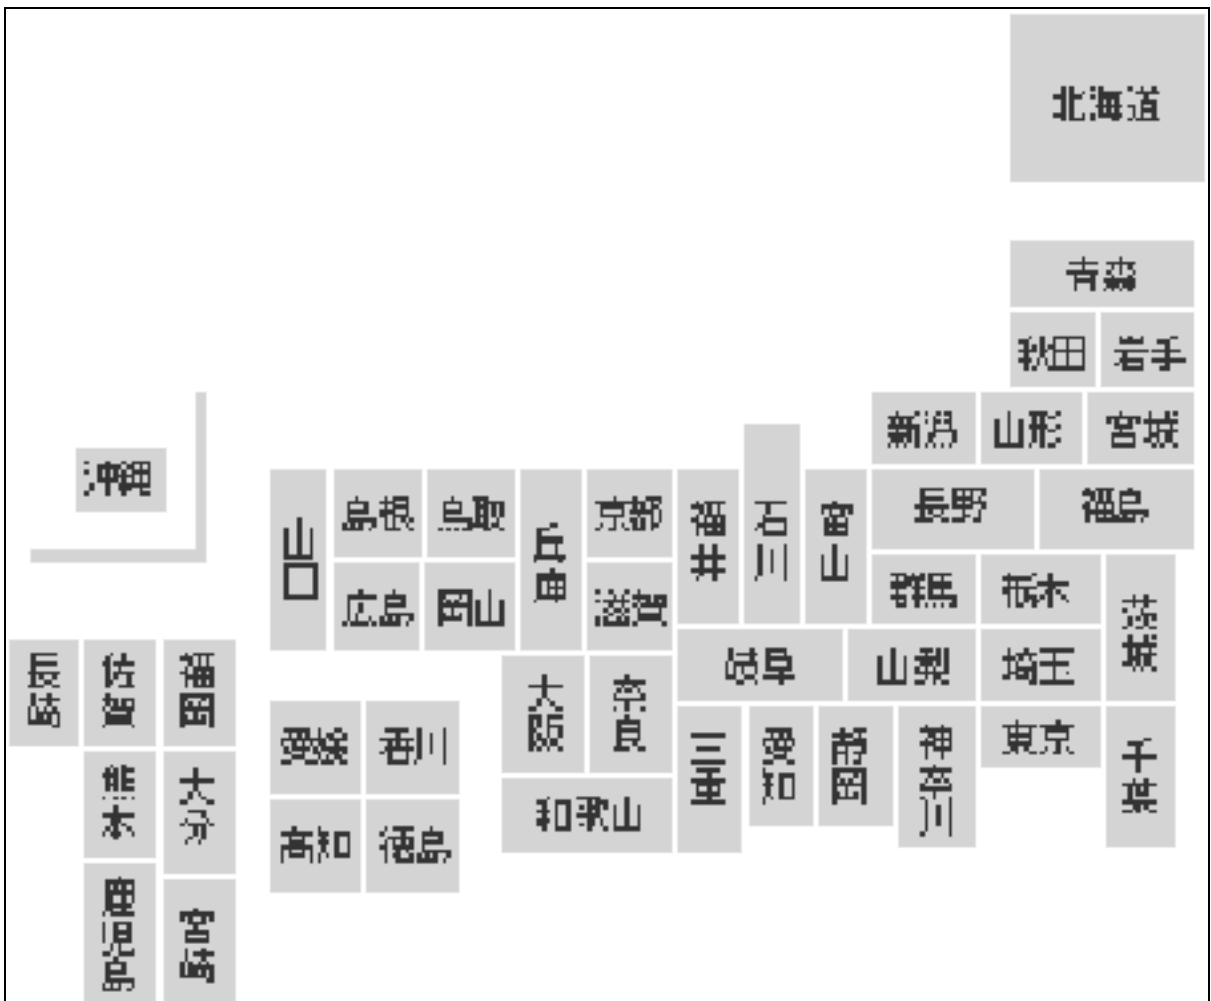 北海道
青森
秋田
岩手
新潟
山形
宮城
沖縄
山口
島根
鳥取
兵庫
京都
福井
石川
富山
長野
福島
広島
岡山
滋賀
群馬
栃木
茨城
長崎
佐賀
福岡
大阪
奈良
岐阜
山梨
埼玉
愛媛
香川
三重
愛知
静岡
神奈川
東京
千葉
熊本
大分
和歌山
高知
徳島
鹿児島
宮崎